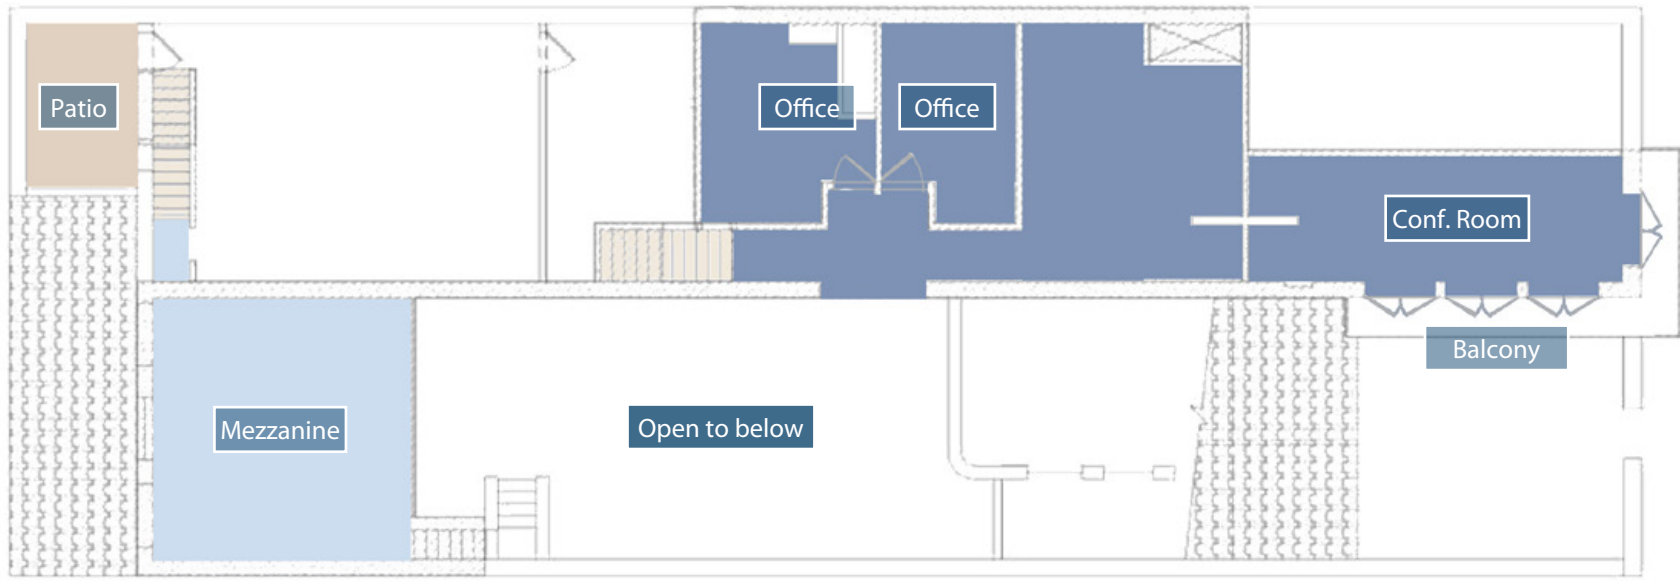 Patio
Office
Office
Conf. Room
Balcony
Mezzanine
Open to below